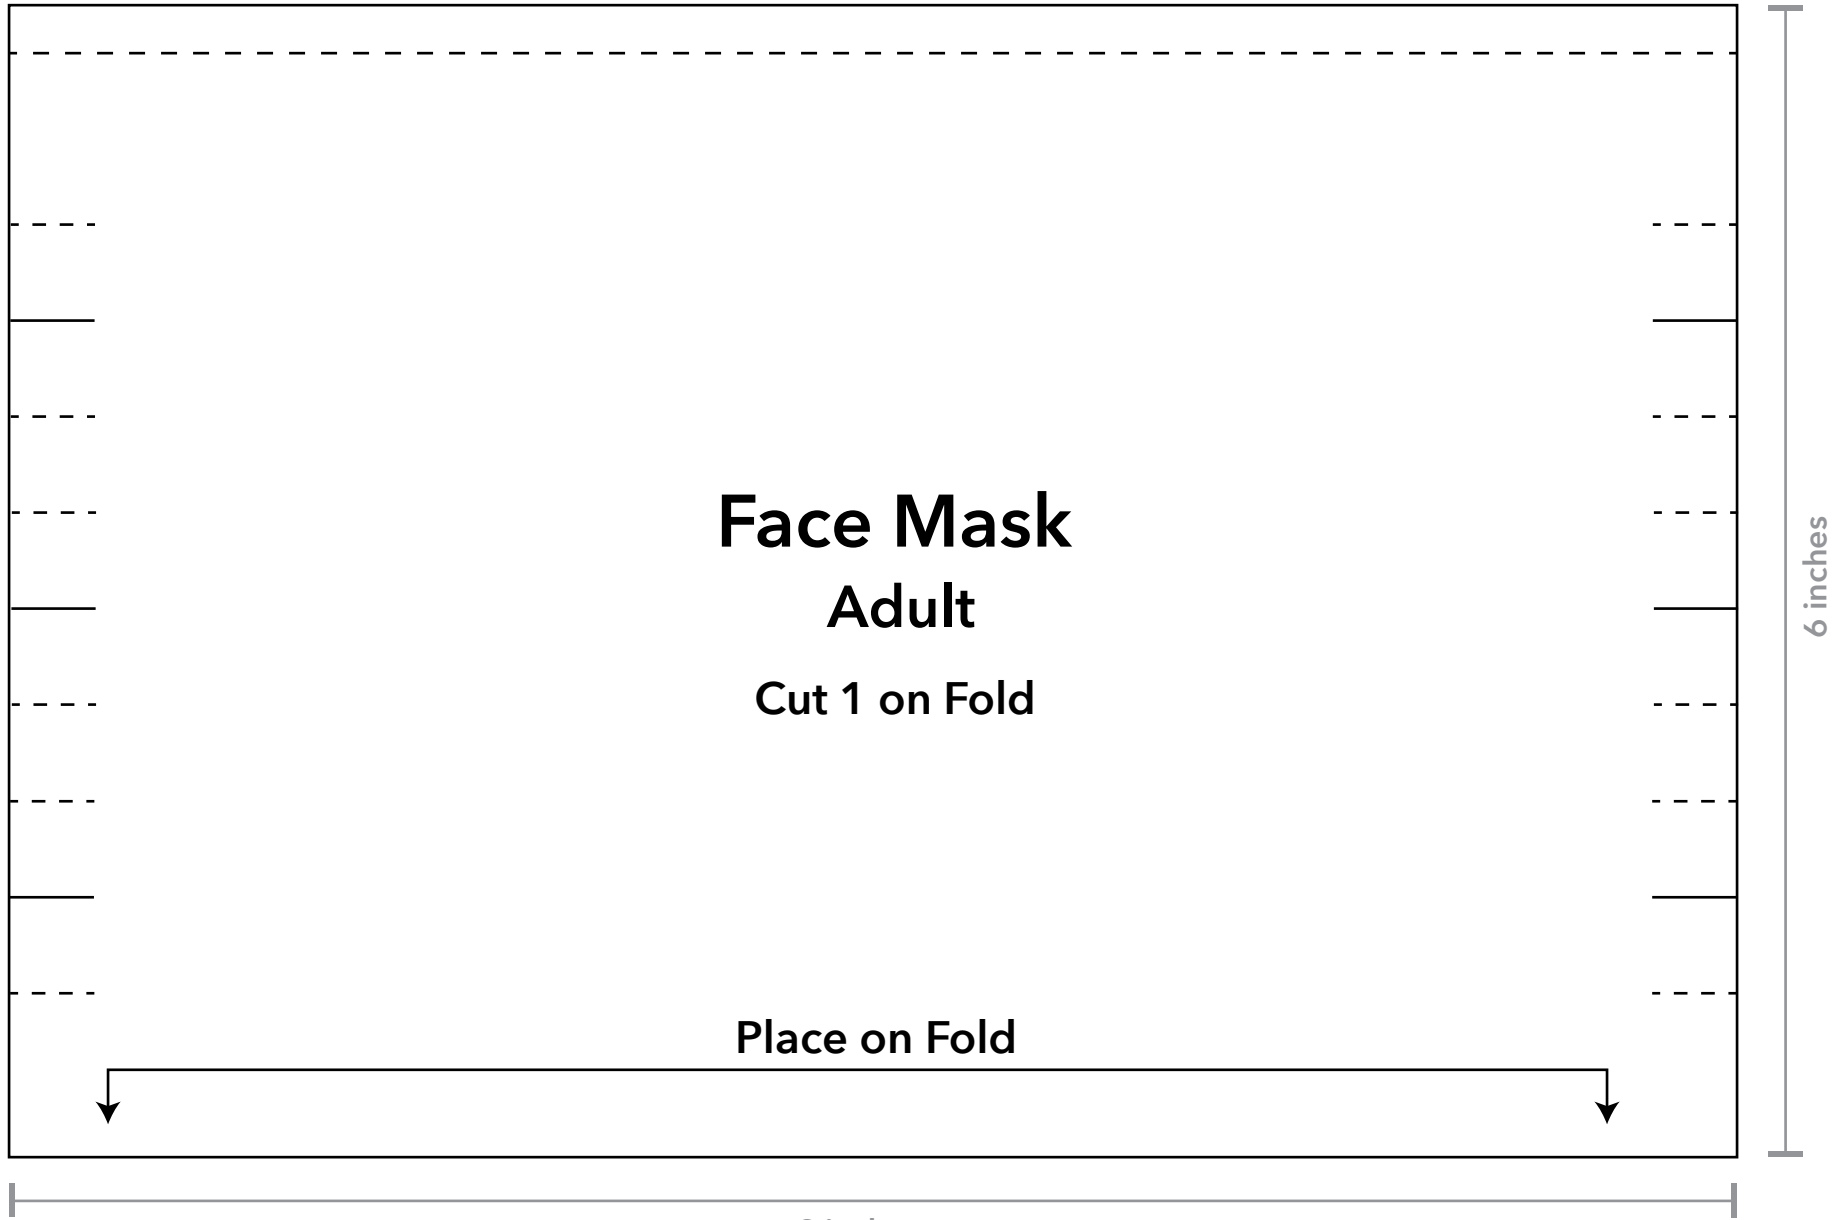 Face Mask
Adult
Cut 1 on Fold
Place on Fold
6 inches